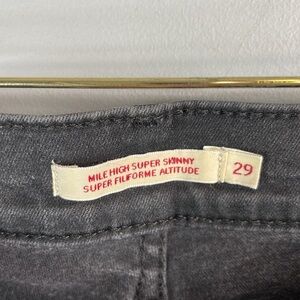 MILE HIGH SUPER SKINNY
SUPER FILIFORME ALTITUDE
29